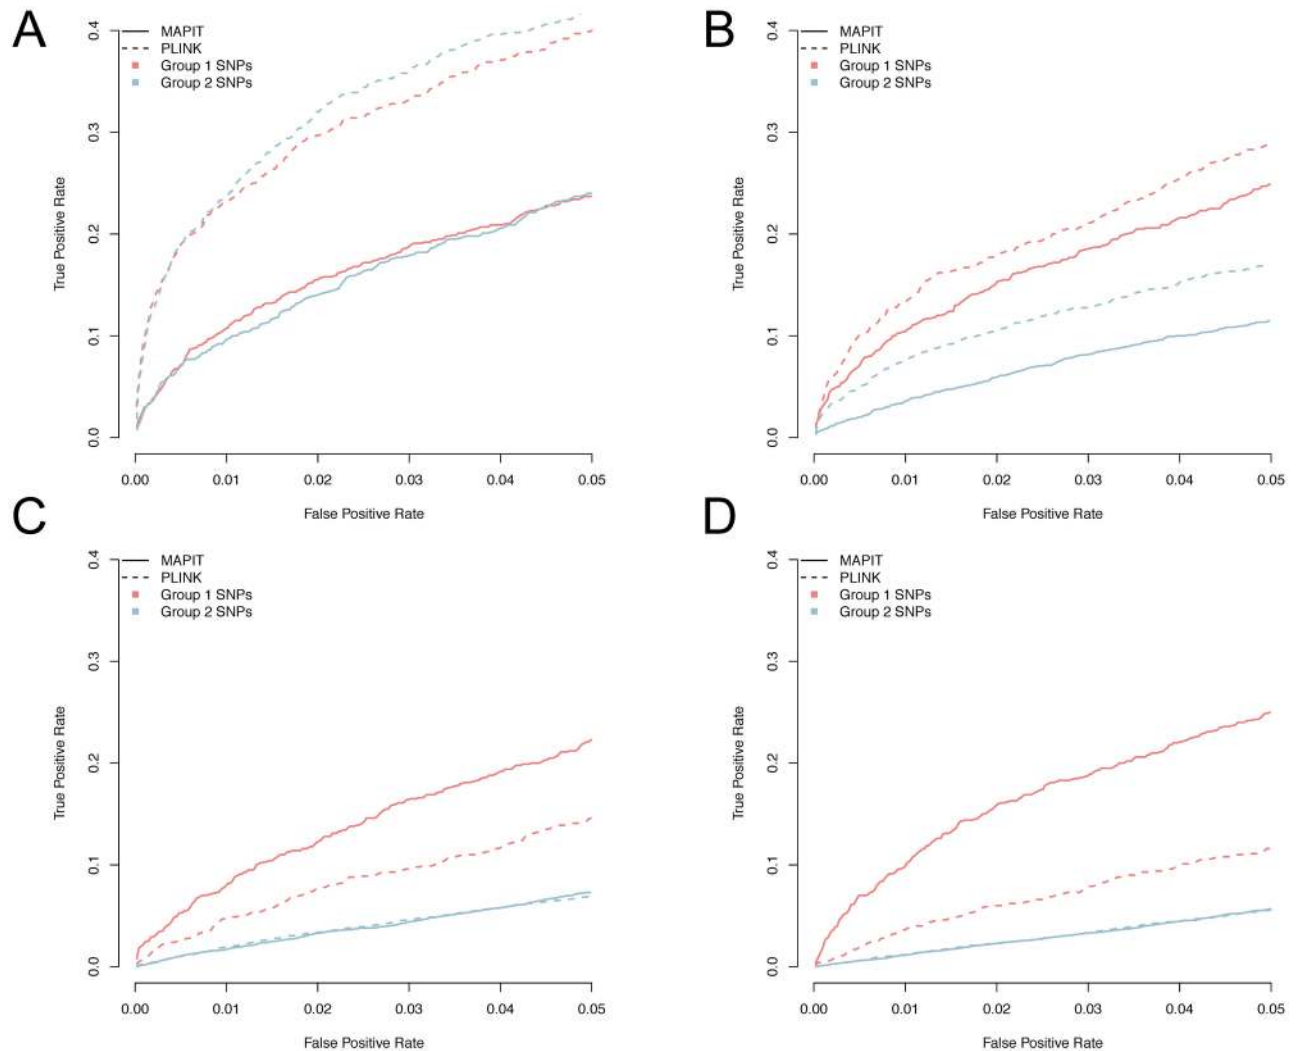 A
MAPIT
PLINK
Group 1 SNPs
Group 2 SNPs
True Positive Rate
0.4
0.3
0.2
0.1
0.0
0.00 0.01 0.02 0.03 0.04 0.05
False Positive Rate
B
MAPIT
PLINK
Group 1 SNPs
Group 2 SNPs
True Positive Rate
0.4
0.3
0.2
0.1
0.0
0.00 0.01 0.02 0.03 0.04 0.05
False Positive Rate
C
MAPIT
PLINK
Group 1 SNPs
Group 2 SNPs
True Positive Rate
0.4
0.3
0.2
0.1
0.0
0.00 0.01 0.02 0.03 0.04 0.05
False Positive Rate
D
MAPIT
PLINK
Group 1 SNPs
Group 2 SNPs
True Positive Rate
0.4
0.3
0.2
0.1
0.0
0.00 0.01 0.02 0.03 0.04 0.05
False Positive Rate